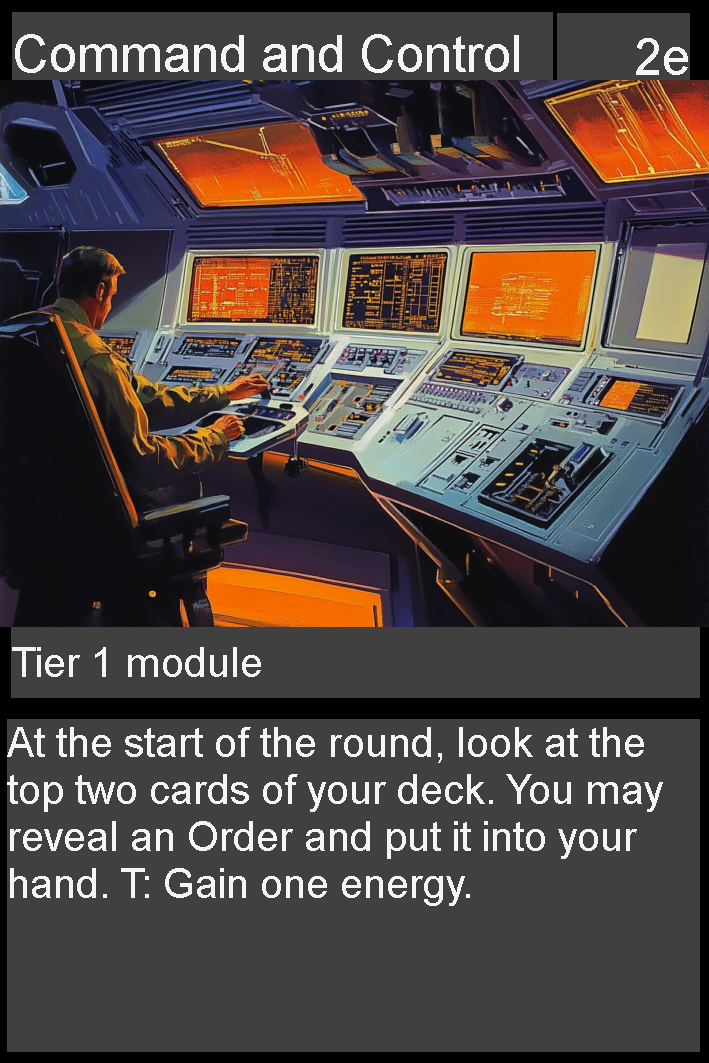 Command and Control 2e
Tier 1 module
At the start of the round, look at the
top two cards of your deck. You may
reveal an Order and put it into your
hand. T: Gain one energy.